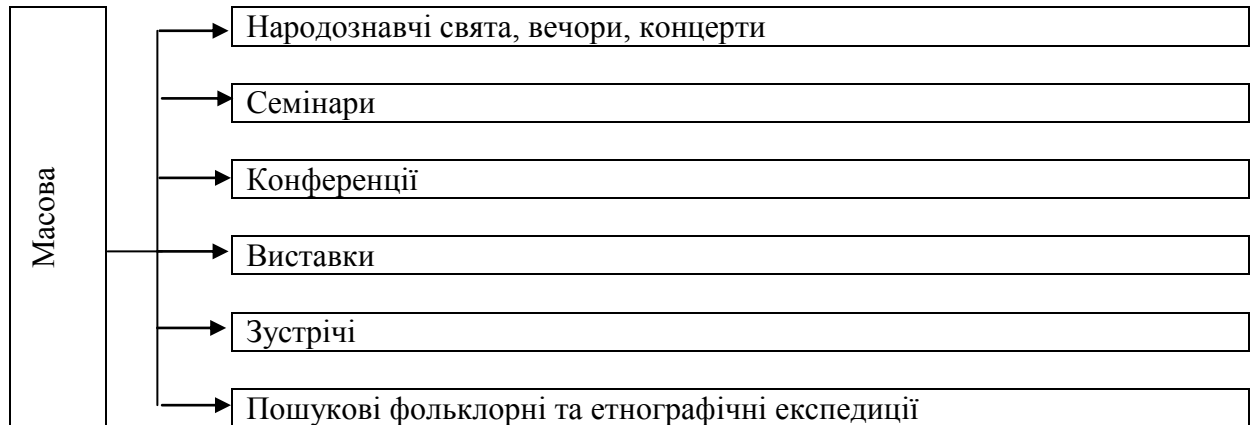 Масова
Народознавчі свята, вечори, концерти
Семінари
Конференції
Виставки
Зустрічі
Пошукові фольклорні та етнографічні експедиції